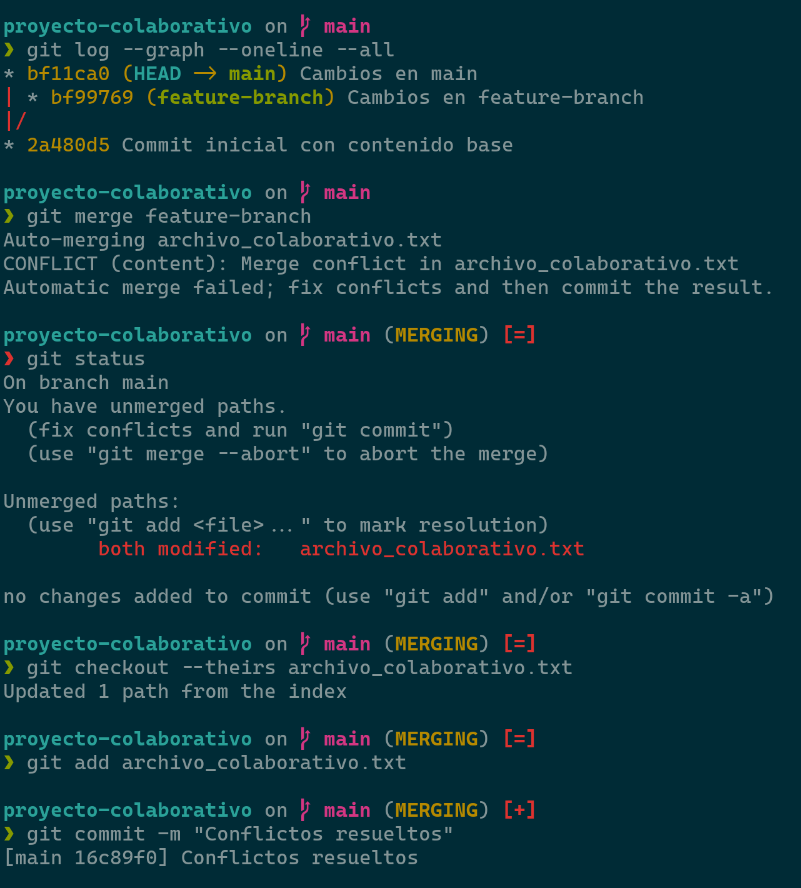 proyecto-colaborativo on main
❯ git log --graph --oneline --all
* bf11ca0 (HEAD -> main) Cambios en main
| * bf99769 (feature-branch) Cambios en feature-branch
|/
* 2a480d5 Commit inicial con contenido base
proyecto-colaborativo on main
❯ git merge feature-branch
Auto-merging archivo_colaborativo.txt
CONFLICT (content): Merge conflict in archivo_colaborativo.txt
Automatic merge failed; fix conflicts and then commit the result.
proyecto-colaborativo on main (MERGING) [=]
❯ git status
On branch main
You have unmerged paths.
  (fix conflicts and run "git commit")
  (use "git merge --abort" to abort the merge)
Unmerged paths:
  (use "git add <file>..." to mark resolution)
        both modified:   archivo_colaborativo.txt
no changes added to commit (use "git add" and/or "git commit -a")
proyecto-colaborativo on main (MERGING) [=]
❯ git checkout --theirs archivo_colaborativo.txt
Updated 1 path from the index
proyecto-colaborativo on main (MERGING) [=]
❯ git add archivo_colaborativo.txt
proyecto-colaborativo on main (MERGING) [+]
❯ git commit -m "Conflictos resueltos"
[main 16c89f0] Conflictos resueltos